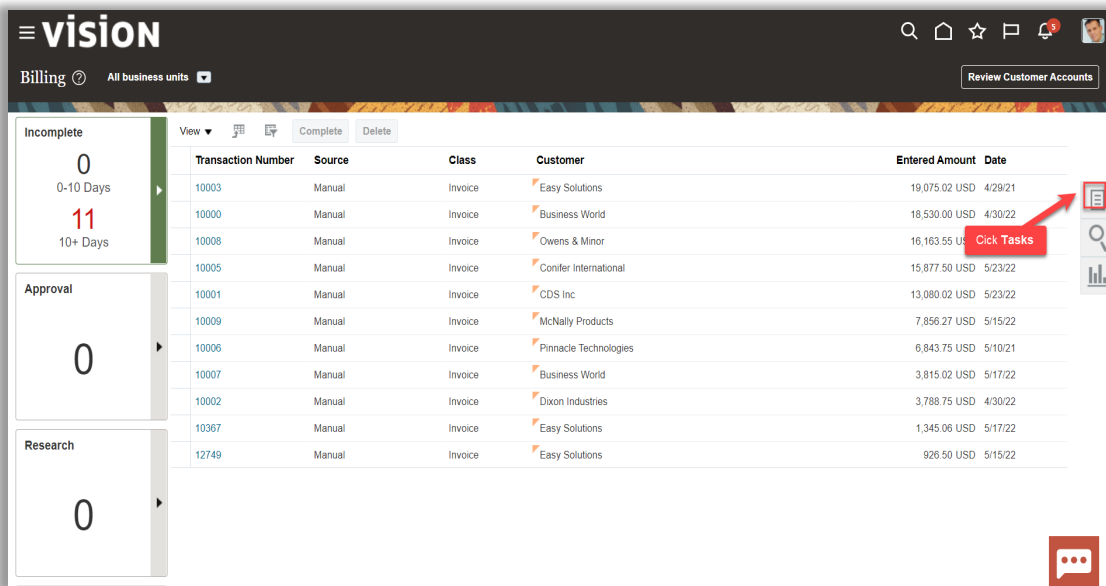 vision
5
Billing ? All business units
Review Customer Accounts
Incomplete
0
0-10 Days
11
10+ Days
Approval
0
Research
0
View Complete Delete
Transaction Number Source Class Customer Entered Amount Date
10003 Manual Invoice Easy Solutions 19,075.02 USD 4/29/21
10000 Manual Invoice Business World 18,530.00 USD 4/30/22
10008 Manual Invoice Owens & Minor 16,163.55
10005 Manual Invoice Conifer International 15,877.50 USD 5/23/22
10001 Manual Invoice CDS Inc 13,080.02 USD 5/23/22
10009 Manual Invoice McNally Products 7,856.27 USD 5/15/22
10006 Manual Invoice Pinnacle Technologies 6,843.75 USD 5/10/21
10007 Manual Invoice Business World 3,815.02 USD 5/17/22
10002 Manual Invoice Dixon Industries 3,788.75 USD 4/30/22
10367 Manual Invoice Easy Solutions 1,345.06 USD 5/17/22
12749 Manual Invoice Easy Solutions 926.50 USD 5/15/22
Cick Tasks